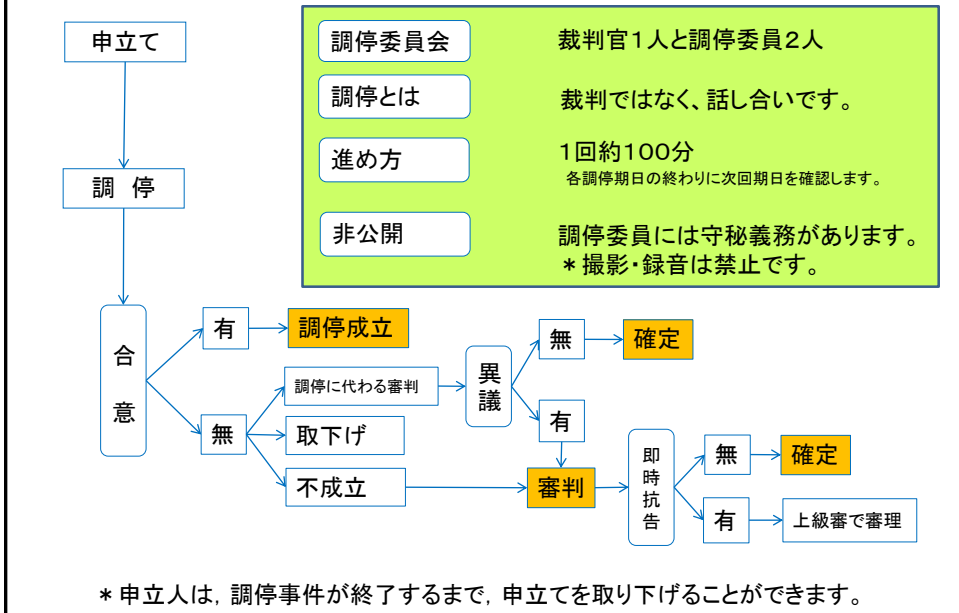 申立て
調停
調停委員会
裁判官1人と調停委員2人
調停とは
裁判ではなく、話し合いです。
進め方
1回約100分
各調停期日の終わりに次回期日を確認します。
非公開
調停委員には守秘義務があります。
＊撮影・録音は禁止です。
合意
有
調停成立
無
調停に代わる審判
取下げ
不成立
異議
無
確定
有
審判
即時抗告
無
確定
有
上級審で審理
＊申立人は，調停事件が終了するまで，申立てを取り下げることができます。